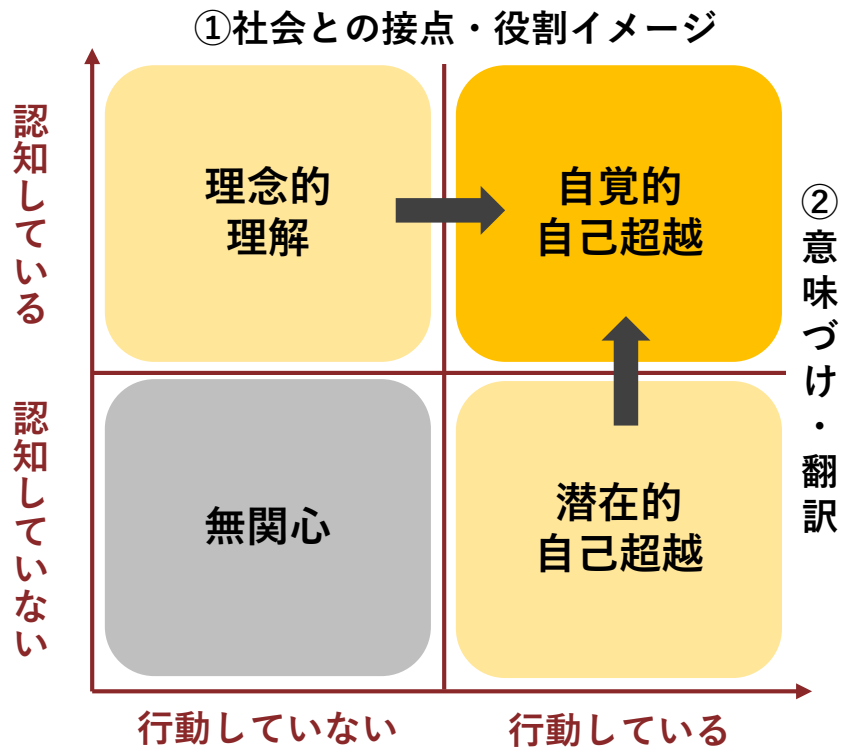 ①社会との接点・役割イメージ
認知している
理念的
理解
自覚的
自己超越
②意味づけ・翻訳
認知していない
無関心
潜在的
自己超越
行動していない
行動している